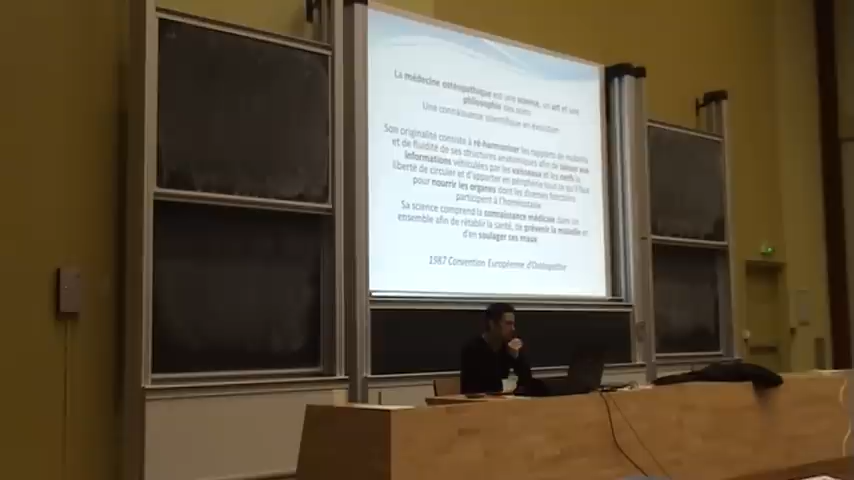 La médecine ostéopathique est une science, un art et une
philosophie des soins
Une connaissance scientifique en évolution
Son originalité consiste à ré-harmoniser les rapports de mobilité
et de fluidité de ses structures anatomiques afin de laisser aux
informations véhiculées par les vaisseaux et les nerfs la
liberté de circuler et d'apporter en périphérie tout ce qu'il faut
pour nourrir les organes dont les diverses fonctions
participent à l'homéostasie
Sa science comprend la connaissance médicale dans son
ensemble afin de rétablir la santé, de prévenir la maladie et
d'en soulager ses maux
1987 Convention Européenne d'Ostéopathie